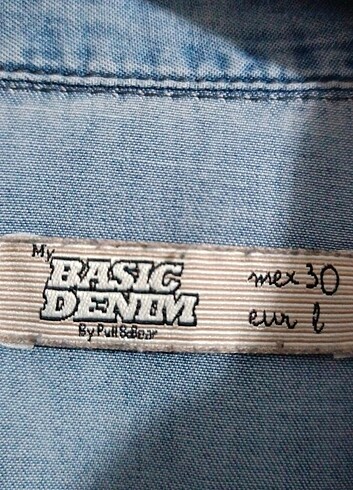 My
BASIC
DENIM
By Pull&Bear
mex 30
eur l